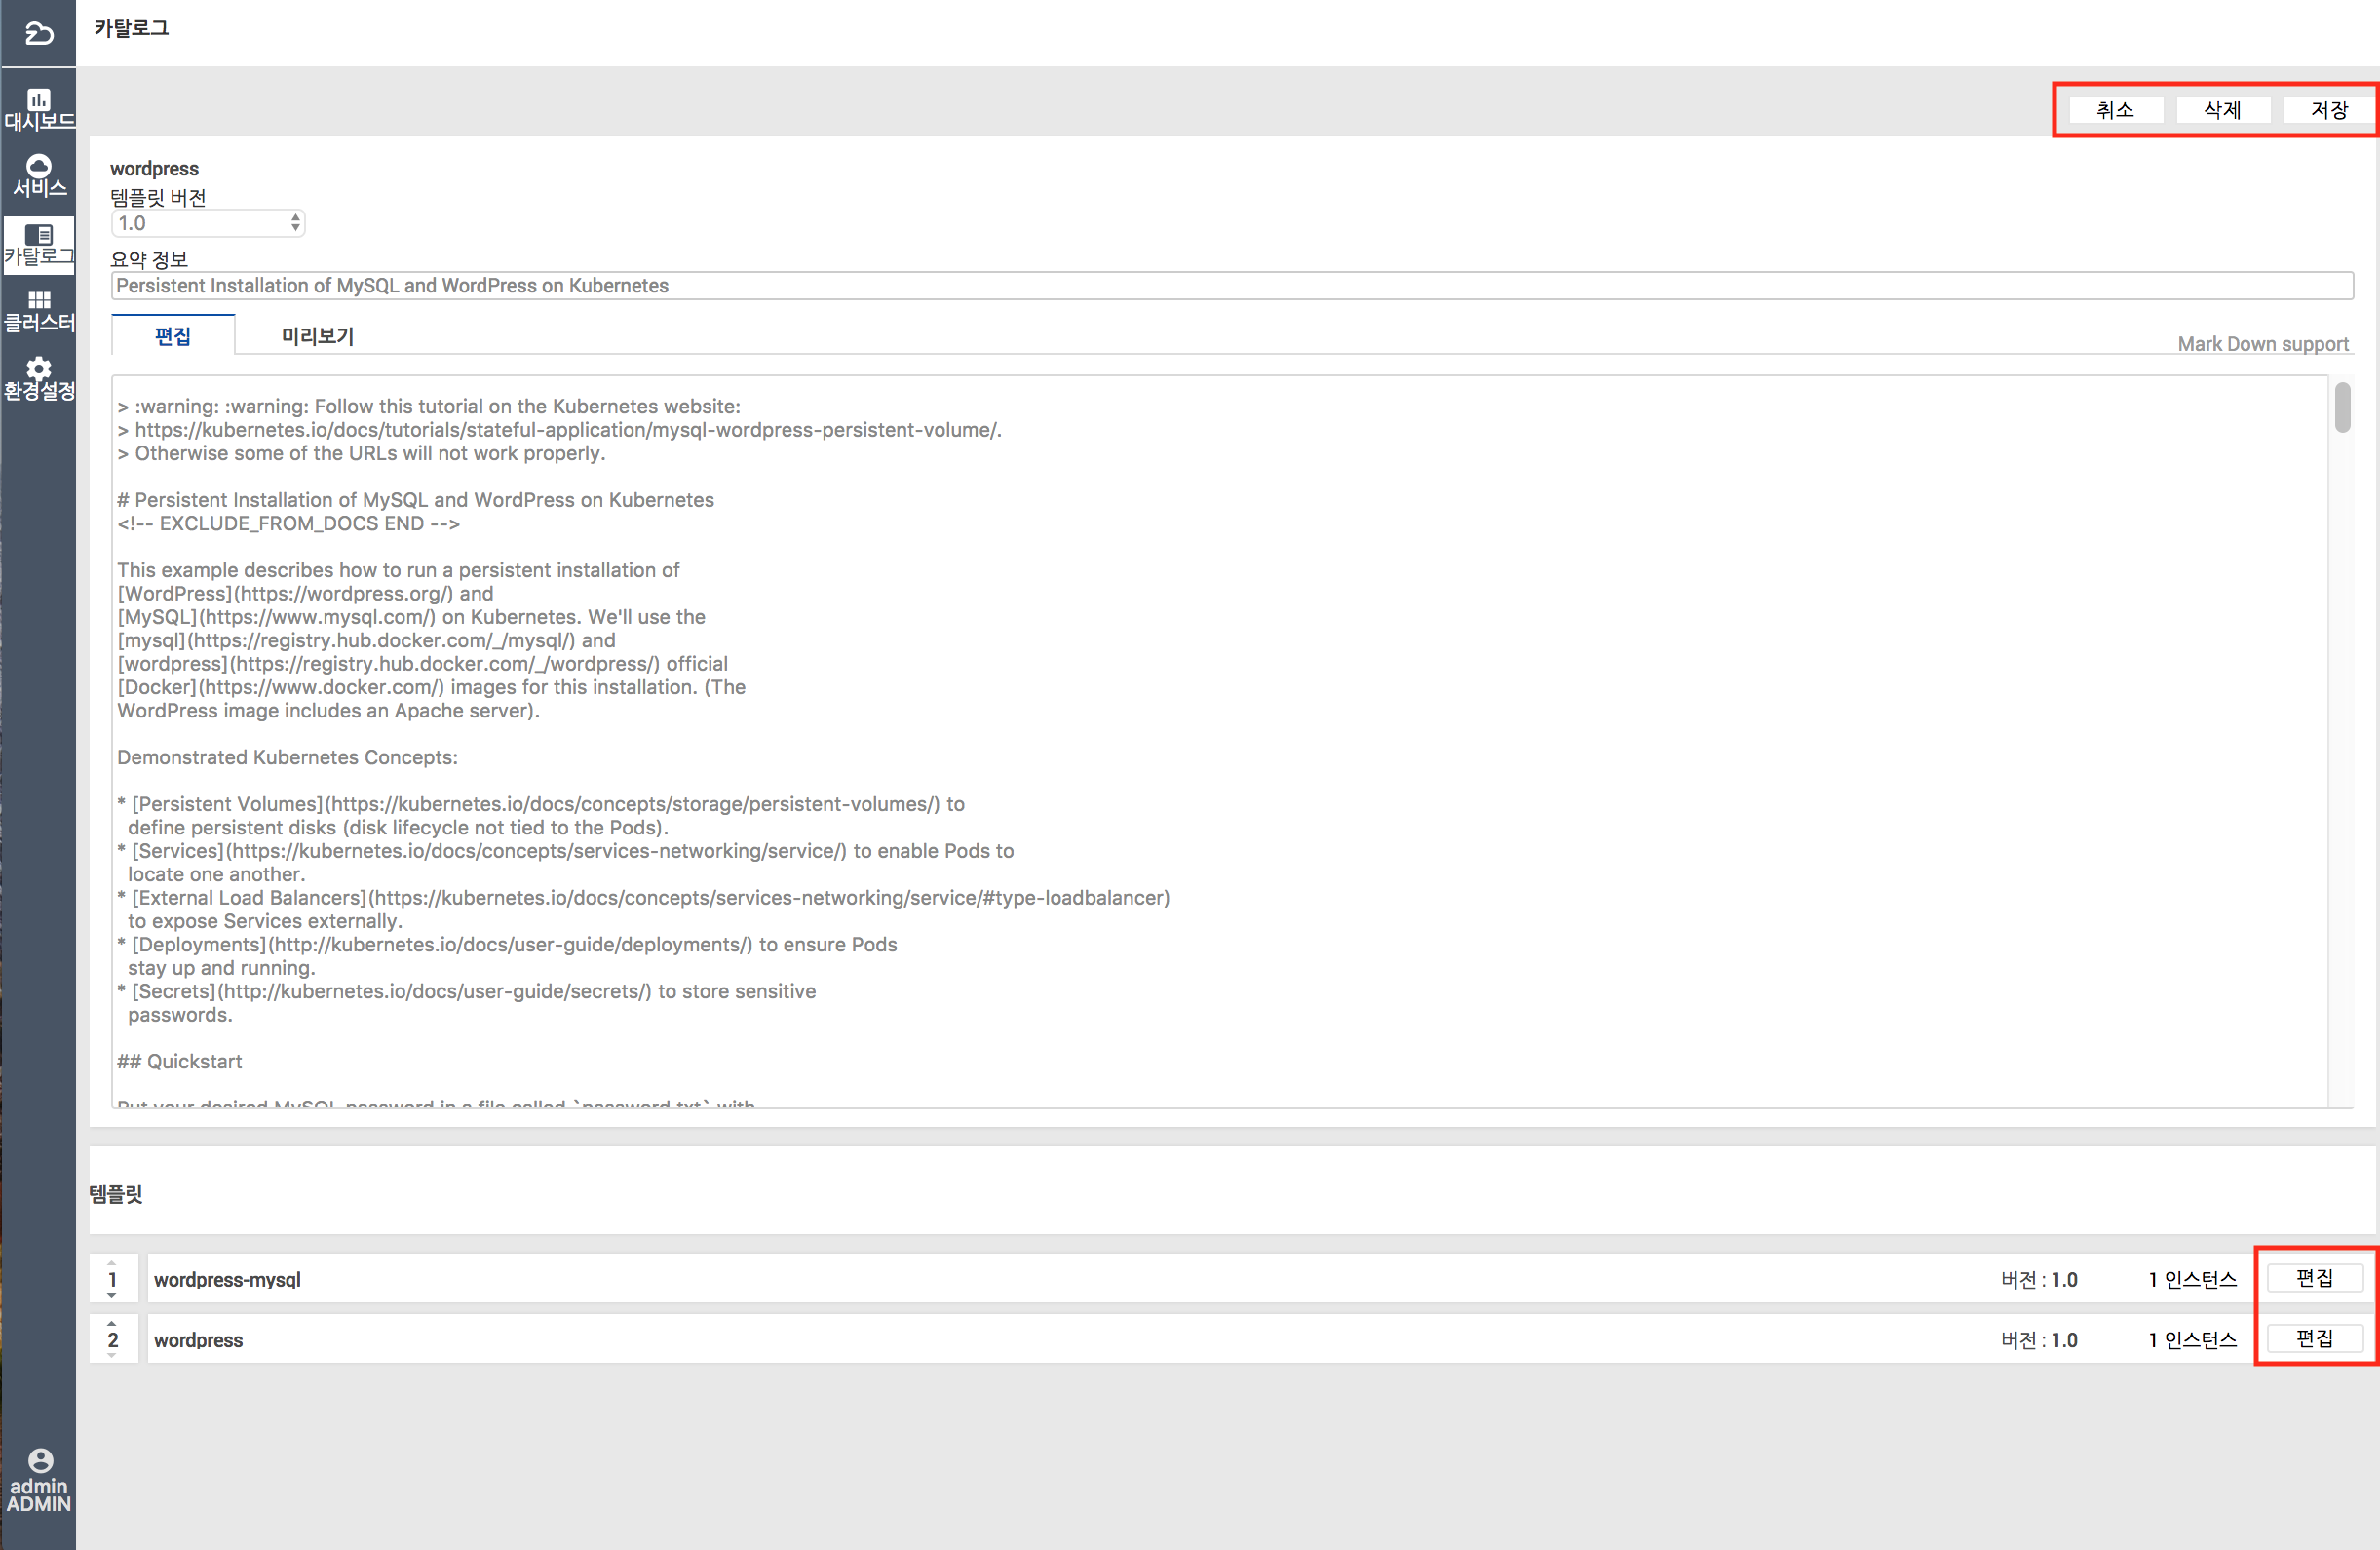 카탈로그
대시보드
서비스
카탈로그
클러스터
환경설정
admin
ADMIN
취소 삭제 저장
wordpress
템플릿 버전
1.0
요약 정보
Persistent Installation of MySQL and WordPress on Kubernetes
편집 미리보기
Mark Down support
> :warning: :warning: Follow this tutorial on the Kubernetes website:
> https://kubernetes.io/docs/tutorials/stateful-application/mysql-wordpress-persistent-volume/.
> Otherwise some of the URLs will not work properly.
# Persistent Installation of MySQL and WordPress on Kubernetes
<!-- EXCLUDE_FROM_DOCS END -->
This example describes how to run a persistent installation of
[WordPress](https://wordpress.org/) and
[MySQL](https://www.mysql.com/) on Kubernetes. We'll use the
[mysql](https://registry.hub.docker.com/_/mysql/) and
[wordpress](https://registry.hub.docker.com/_/wordpress/) official
[Docker](https://www.docker.com/) images for this installation. (The
WordPress image includes an Apache server).
Demonstrated Kubernetes Concepts:
* [Persistent Volumes](https://kubernetes.io/docs/concepts/storage/persistent-volumes/) to
define persistent disks (disk lifecycle not tied to the Pods).
* [Services](https://kubernetes.io/docs/concepts/services-networking/service/) to enable Pods to
locate one another.
* [External Load Balancers](https://kubernetes.io/docs/concepts/services-networking/service/#type-loadbalancer)
to expose Services externally.
* [Deployments](http://kubernetes.io/docs/user-guide/deployments/) to ensure Pods
stay up and running.
* [Secrets](http://kubernetes.io/docs/user-guide/secrets/) to store sensitive
passwords.
## Quickstart
Put your desired MySQL password in a file called `password.txt` with
템플릿
1 wordpress-mysql 버전 : 1.0 1 인스턴스 편집
2 wordpress 버전 : 1.0 1 인스턴스 편집